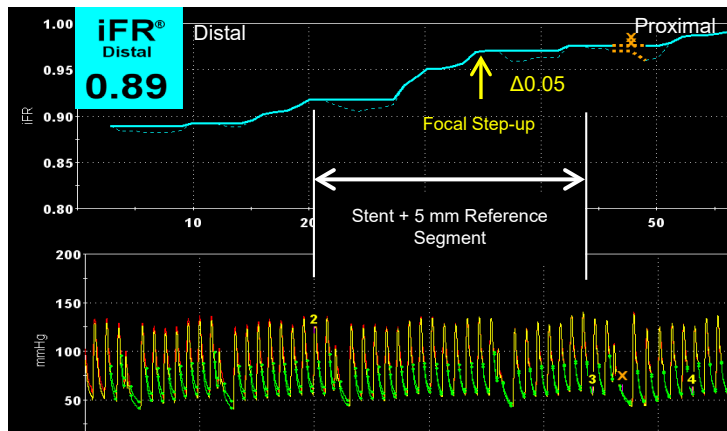 iFR®
Distal
0.89
Distal
Proximal
1.00
0.95
0.90
0.85
0.80
iFR
Δ0.05
Focal Step-up
Stent + 5 mm Reference
Segment
10
20
50
200
150
100
50
mmHg
2
3
4